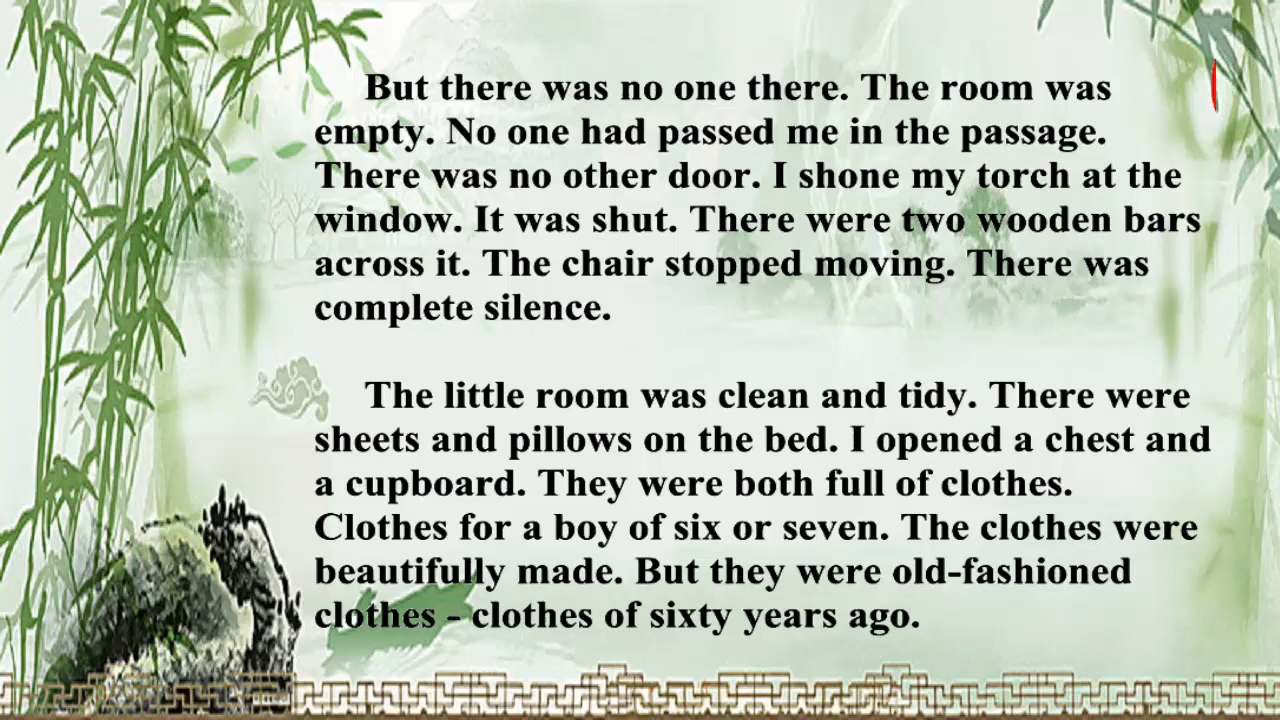 But there was no one there. The room was
empty. No one had passed me in the passage.
There was no other door. I shone my torch at the
window. It was shut. There were two wooden bars
across it. The chair stopped moving. There was
complete silence.
The little room was clean and tidy. There were
sheets and pillows on the bed. I opened a chest and
a cupboard. They were both full of clothes.
Clothes for a boy of six or seven. The clothes were
beautifully made. But they were old-fashioned
clothes - clothes of sixty years ago.